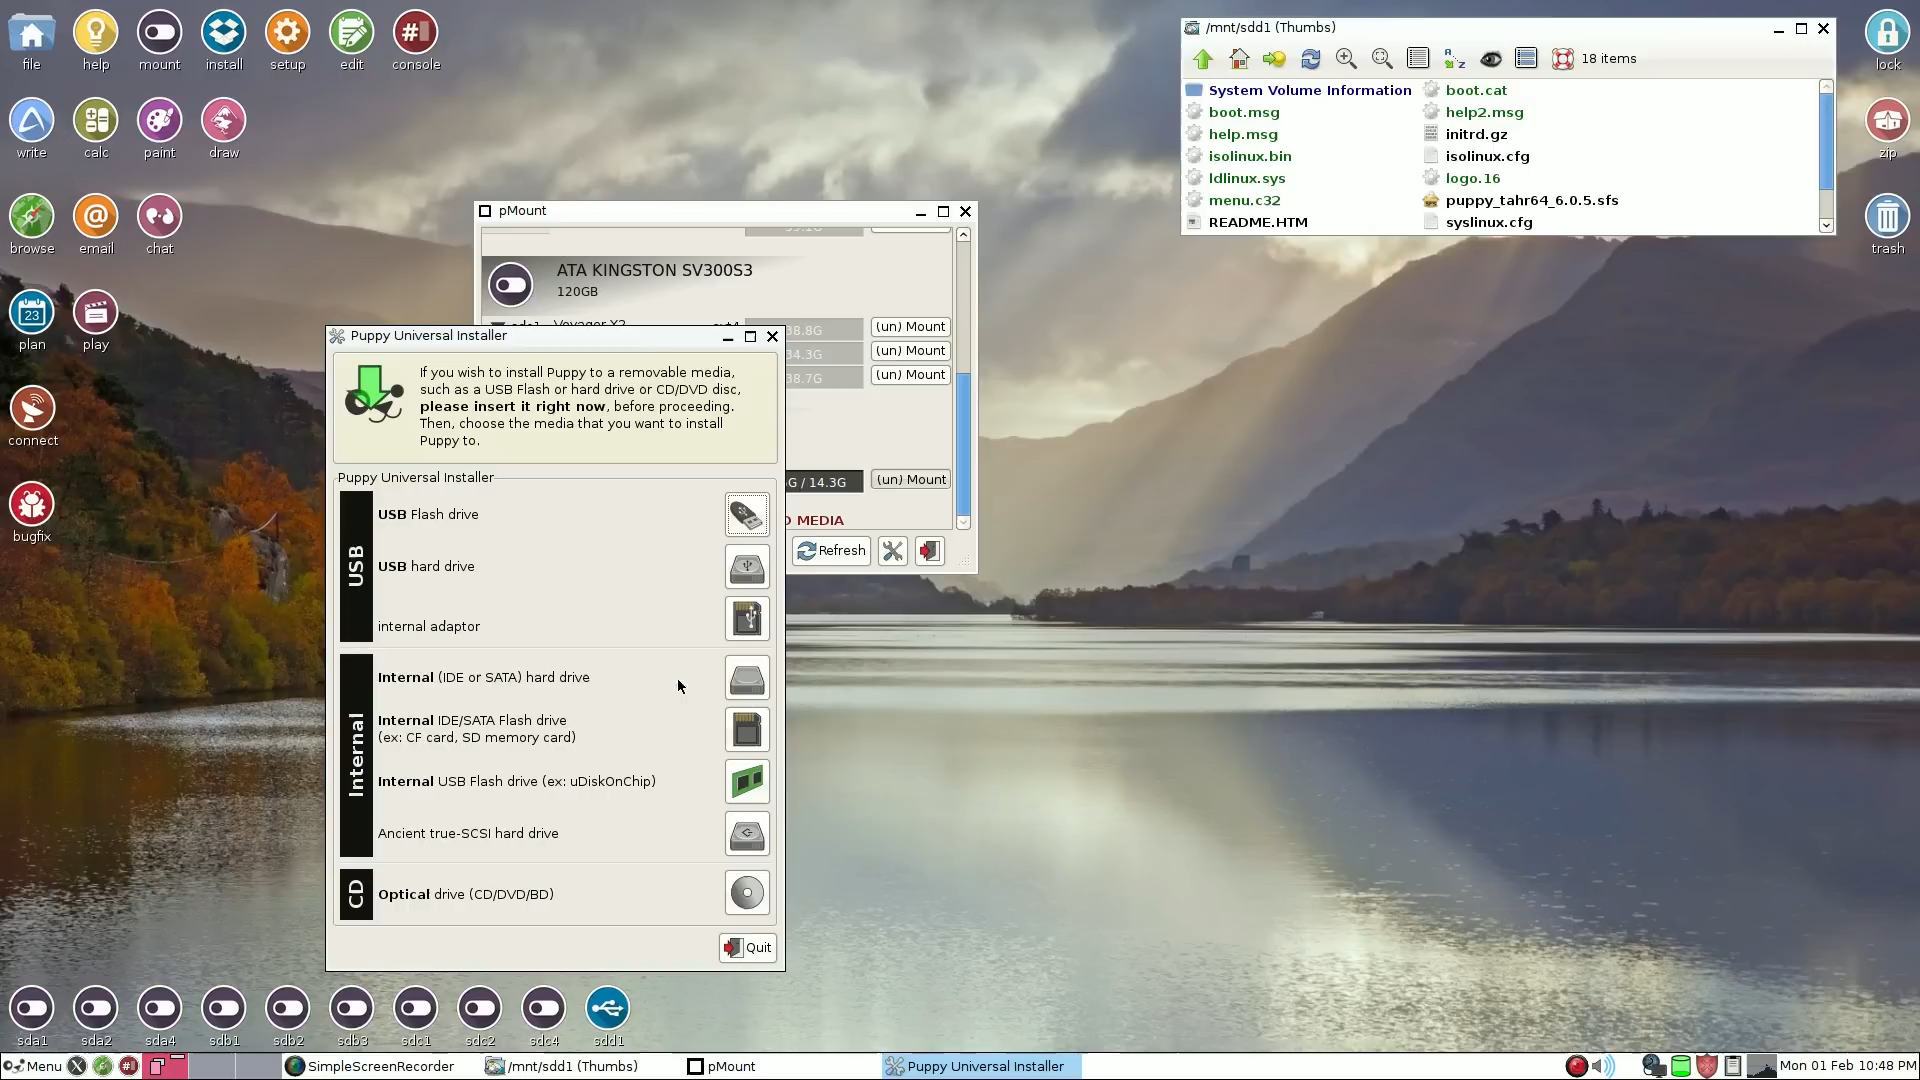 file
help
mount
install
setup
edit
console
write
calc
paint
draw
browse
email
chat
plan
play
connect
bugfix
23
/mnt/sdd1 (Thumbs)
18 items
System Volume Information
boot.cat
boot.msg
help2.msg
help.msg
initrd.gz
isolinux.bin
isolinux.cfg
ldlinux.sys
logo.16
menu.c32
puppy_tahr64_6.0.5.sfs
README.HTM
syslinux.cfg
lock
zip
trash
pMount
ATA KINGSTON SV300S3
120GB
38.8G
(un) Mount
34.3G
(un) Mount
38.7G
(un) Mount
G / 14.3G
(un) Mount
MEDIA
Refresh
Puppy Universal Installer
If you wish to install Puppy to a removable media,
such as a USB Flash or hard drive or CD/DVD disc,
please insert it right now, before proceeding.
Then, choose the media that you want to install
Puppy to.
Puppy Universal Installer
USB
USB Flash drive
USB hard drive
internal adaptor
Internal
Internal (IDE or SATA) hard drive
Internal IDE/SATA Flash drive
(ex: CF card, SD memory card)
Internal USB Flash drive (ex: uDiskOnChip)
Ancient true-SCSI hard drive
CD
Optical drive (CD/DVD/BD)
Quit
sda1
sda2
sda4
sdb1
sdb2
sdb3
sdc1
sdc2
sdc4
sdd1
Menu
SimpleScreenRecorder
/mnt/sdd1 (Thumbs)
pMount
Puppy Universal Installer
Mon 01 Feb 10:48 PM